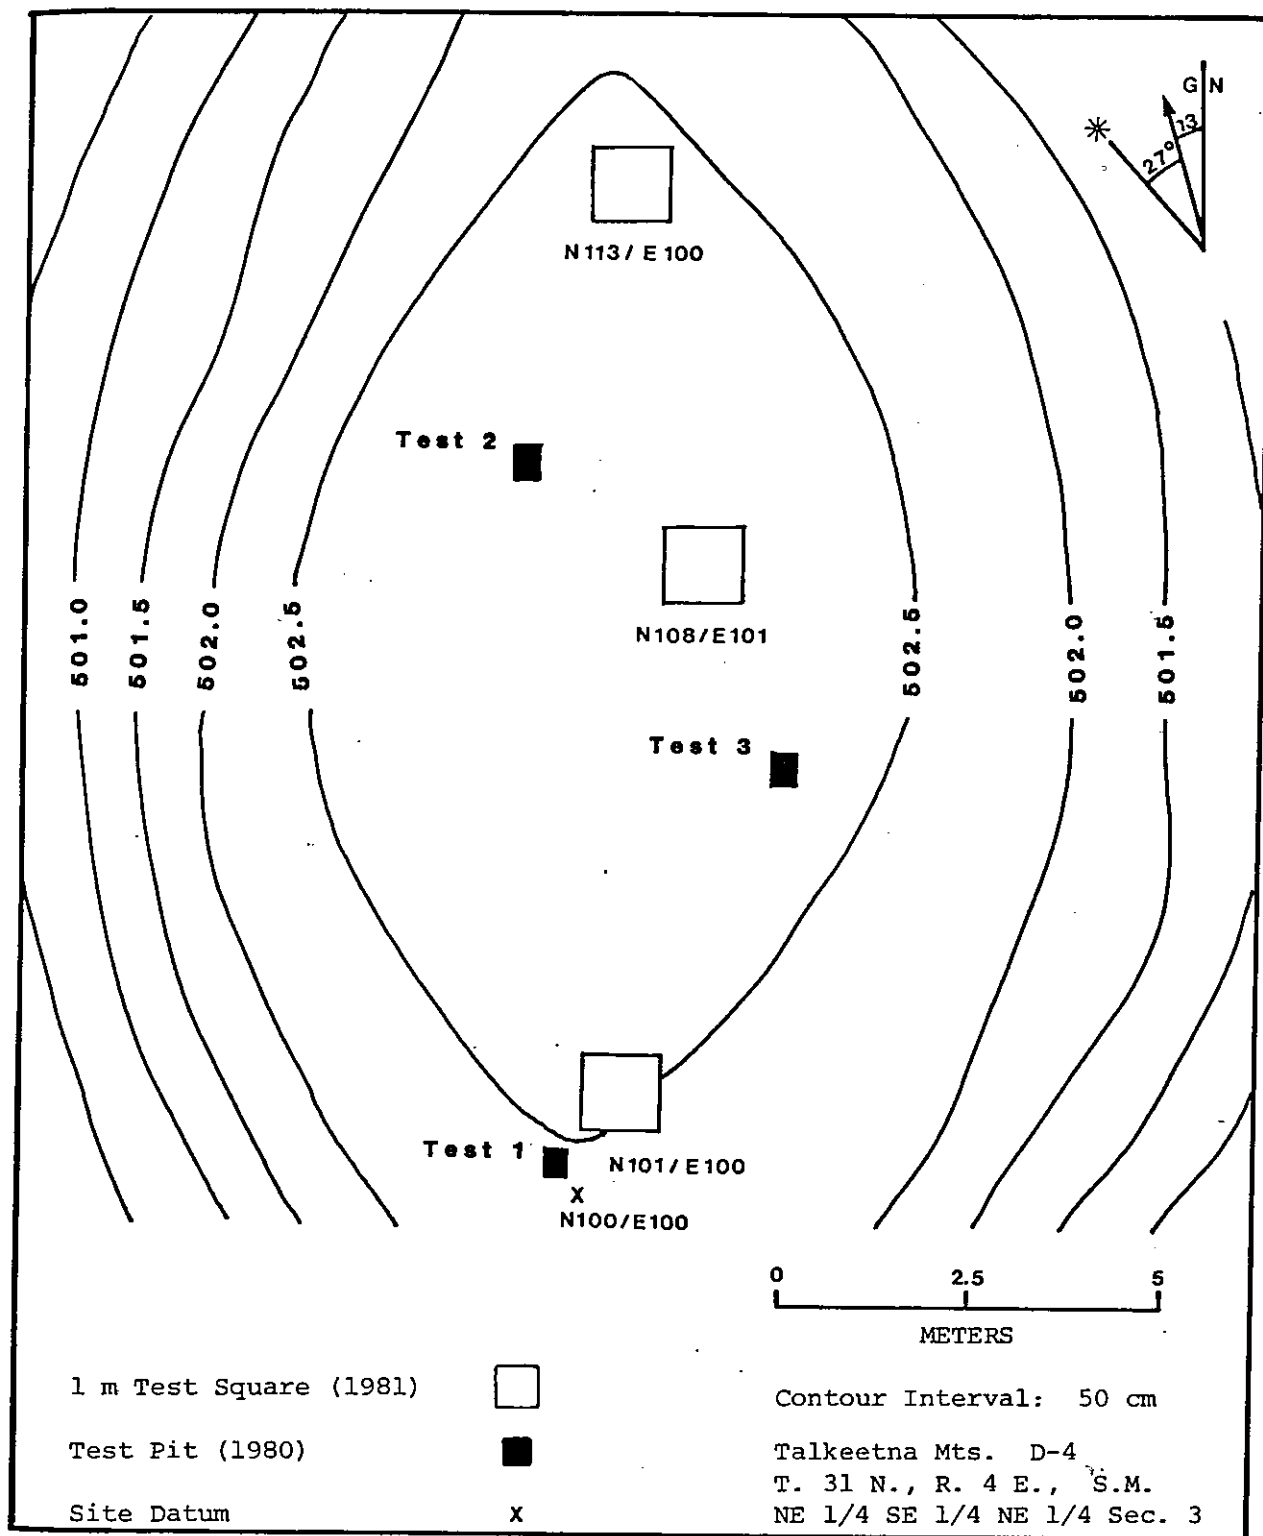 G N
13
27°
N113/ E100
Test 2
N108/E101
501.0
501.5
502.0
502.5
502.5
502.0
501.5
Test 3
Test 1
N101/E100
X
N100/E100
0 2.5 5
METERS
1 m Test Square (1981)
Contour Interval: 50 cm
Test Pit (1980)
Talkeetna Mts. D-4
T. 31 N., R. 4 E., S.M.
Site Datum X
NE 1/4 SE 1/4 NE 1/4 Sec. 3